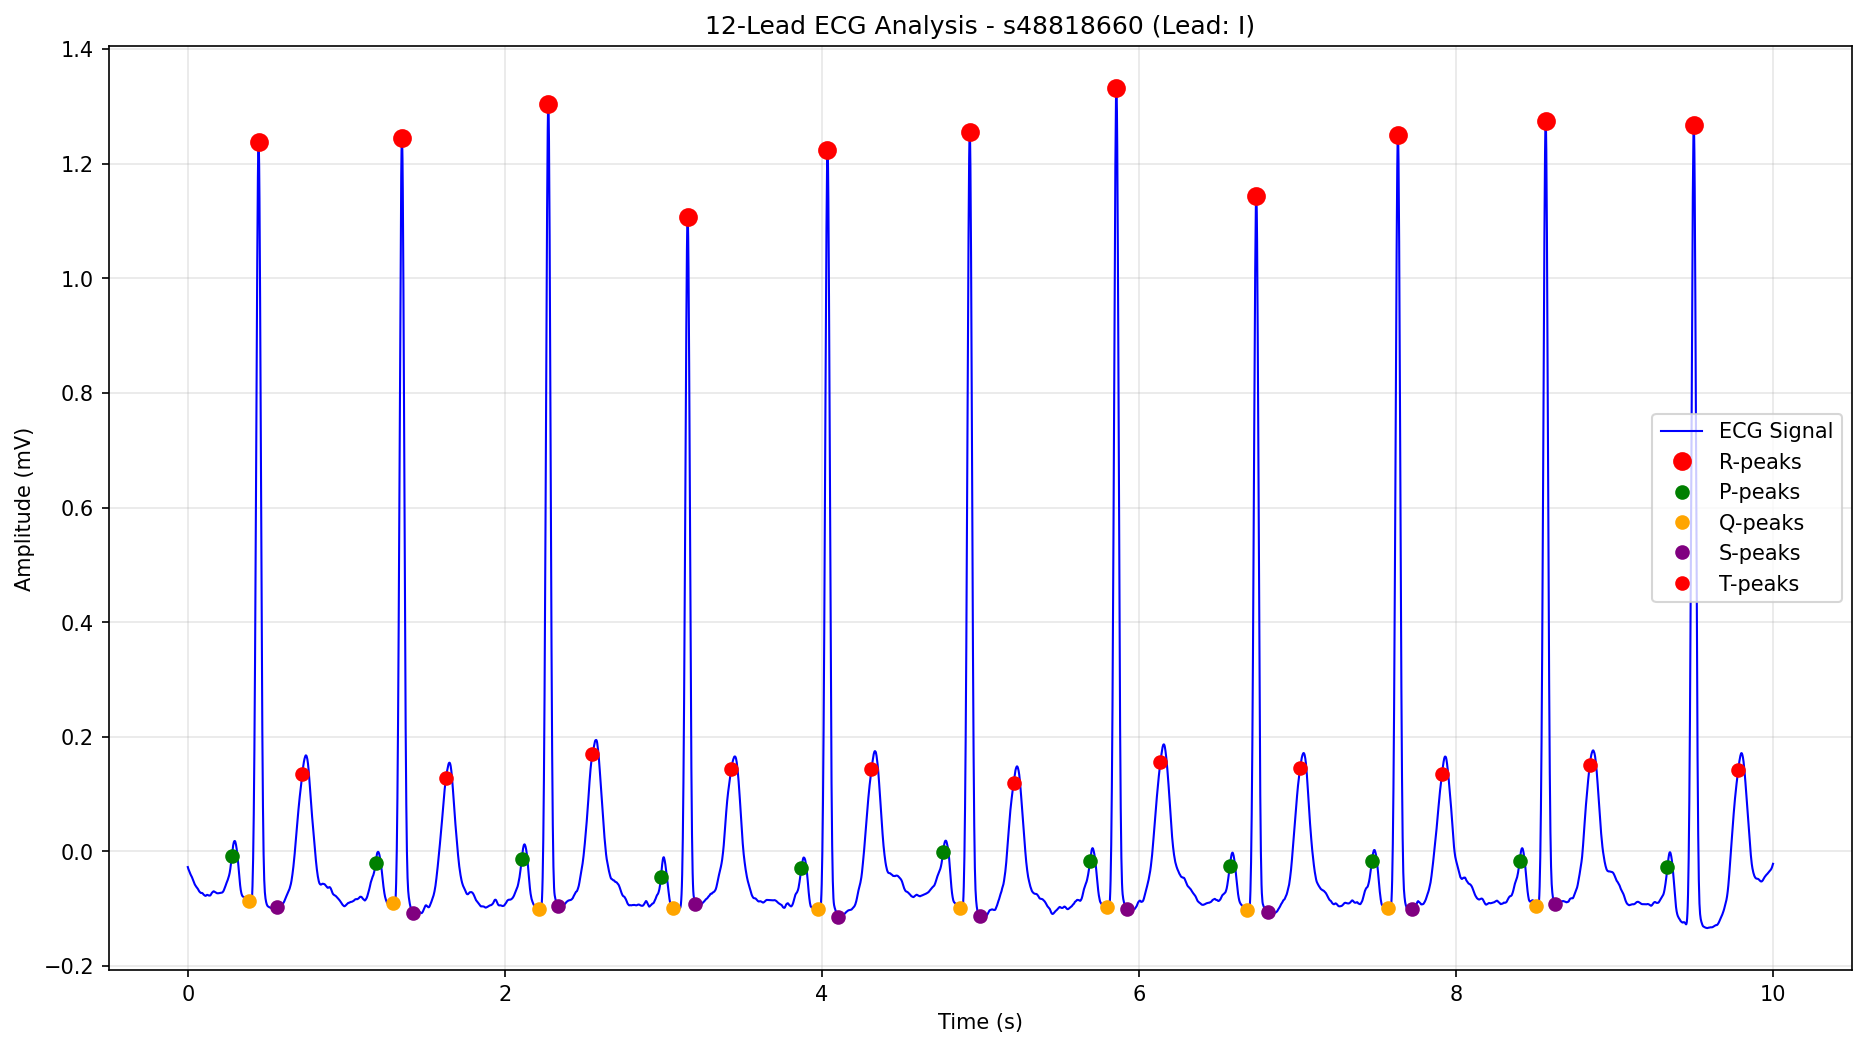 12-Lead ECG Analysis - s48818660 (Lead: I)
1.4
1.2
1.0
0.8
0.6
0.4
0.2
0.0
−0.2
Amplitude (mV)
ECG Signal
R-peaks
P-peaks
Q-peaks
S-peaks
T-peaks
0 2 4 6 8 10
Time (s)